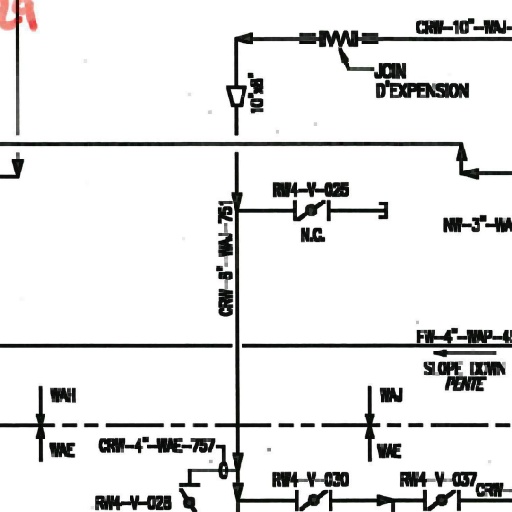 CRW-10"-WAJ-
JOIN
D'EXPENSION
10"x8"
RW4-V-025
N.C.
CRW-8"-WAJ-751
NW-3"-WA
FW-4"-WAP-4
SLOPE DOWN
PENTE
WAH
WAJ
WAE
WAE
CRW-4"-WAE-757
RW4-V-030
RW4-V-037
CRW-
RW4-V-028